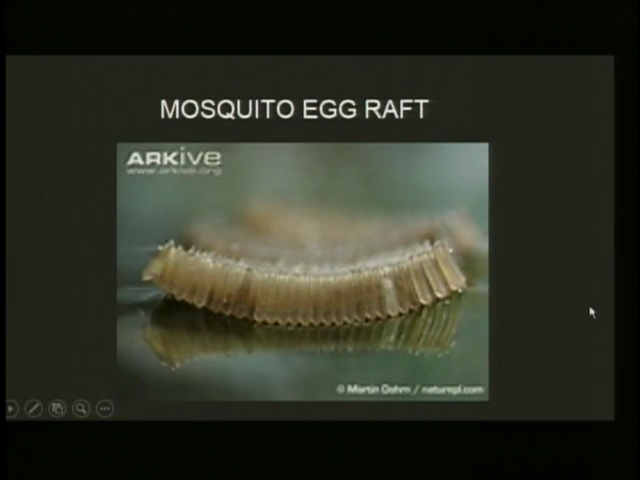 MOSQUITO EGG RAFT
ARKive
www.arkive.org
© Martin Dohrn / naturepl.com